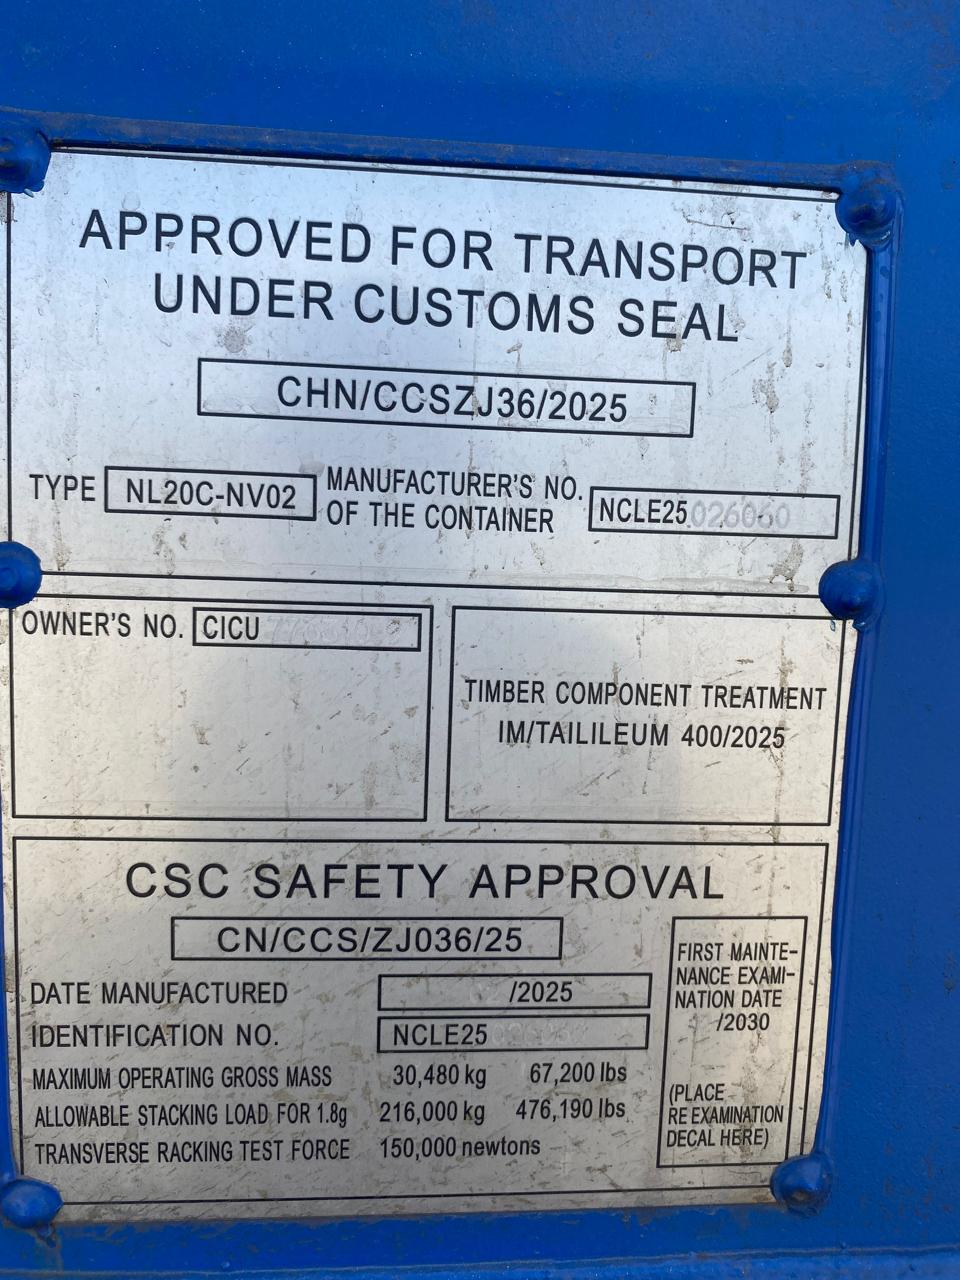 APPROVED FOR TRANSPORT
UNDER CUSTOMS SEAL
CHN/CCSZJ36/2025
TYPE NL20C-NV02 MANUFACTURER'S NO. OF THE CONTAINER NCLE25026060
OWNER'S NO. CICU
TIMBER COMPONENT TREATMENT
IM/TAILILEUM 400/2025
CSC SAFETY APPROVAL
CN/CCS/ZJ036/25
DATE MANUFACTURED /2025
IDENTIFICATION NO. NCLE25
MAXIMUM OPERATING GROSS MASS 30,480 kg 67,200 lbs
ALLOWABLE STACKING LOAD FOR 1.8g 216,000 kg 476,190 lbs
TRANSVERSE RACKING TEST FORCE 150,000 newtons
FIRST MAINTE-
NANCE EXAMI-
NATION DATE
/2030
(PLACE
RE EXAMINATION
DECAL HERE)